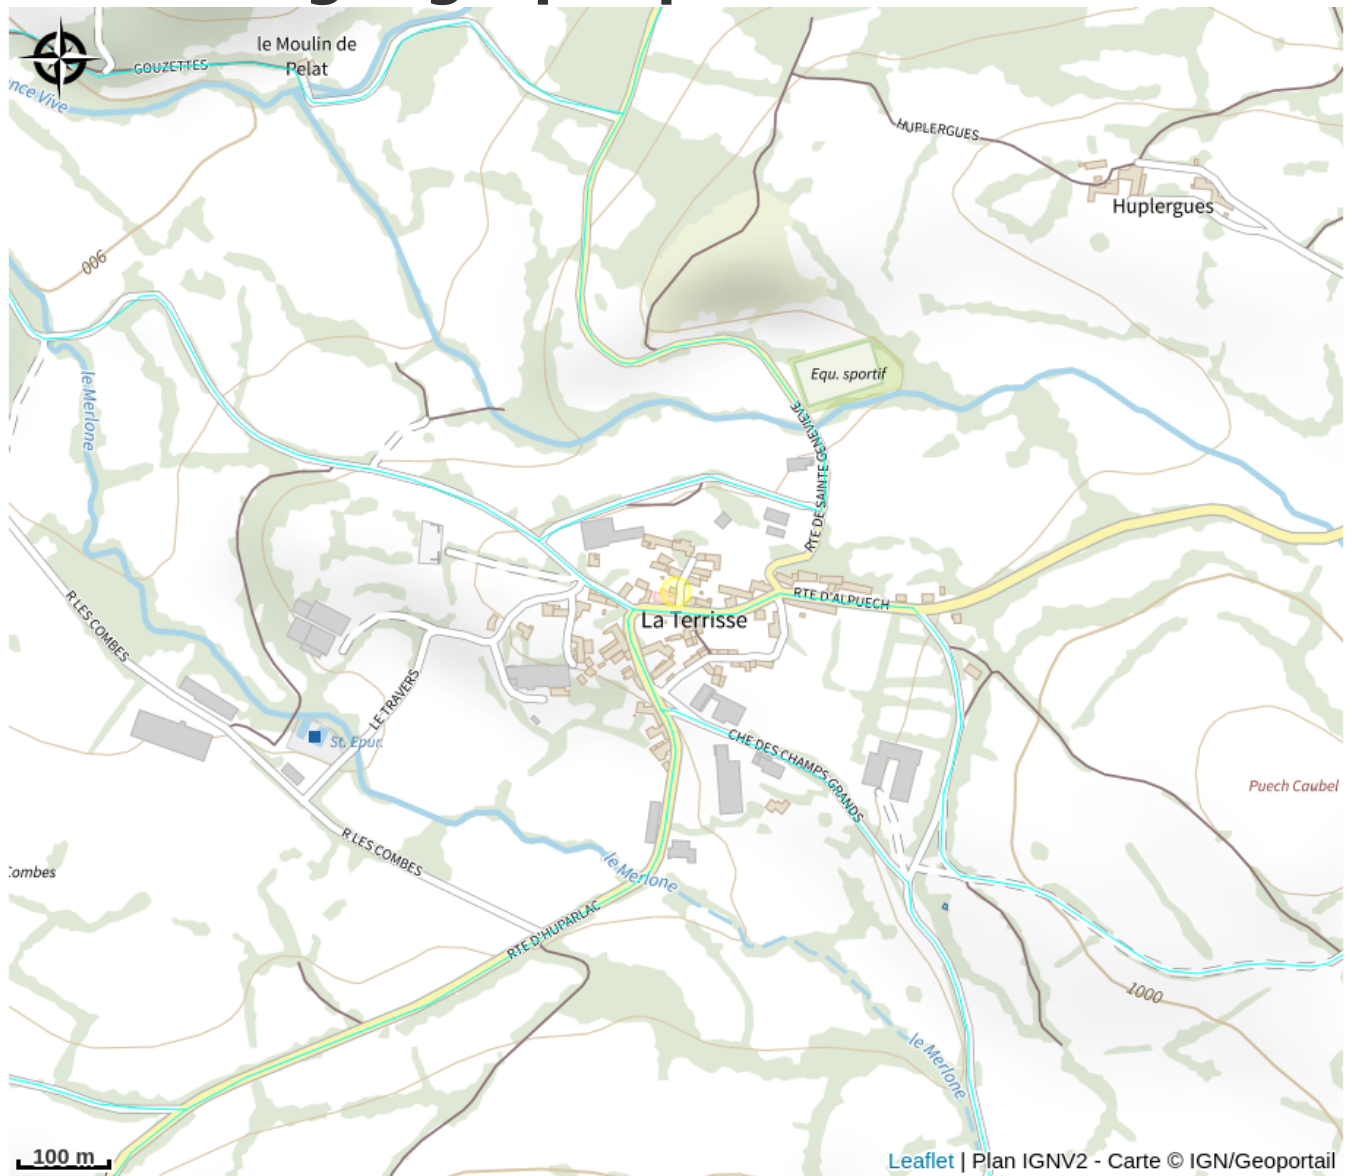 le Moulin de
Pelat
GOUZETTES
nce Vive
HUPLERGUES
Huplergues
900
le Merlone
Equ. sportif
RTE DE SAINTE GENEVIEVE
RTE D'ALPUECH
La Terrisse
R LES COMBES
LE TRAVERS
St. Epur.
CHE DES CHAMPS GRANDS
Puech Caubel
R LES COMBES
le Merlone
Combes
RTE D'HUPARLAC
1000
le Merlone
100 m
Leaflet | Plan IGNV2 - Carte © IGN/Geoportail